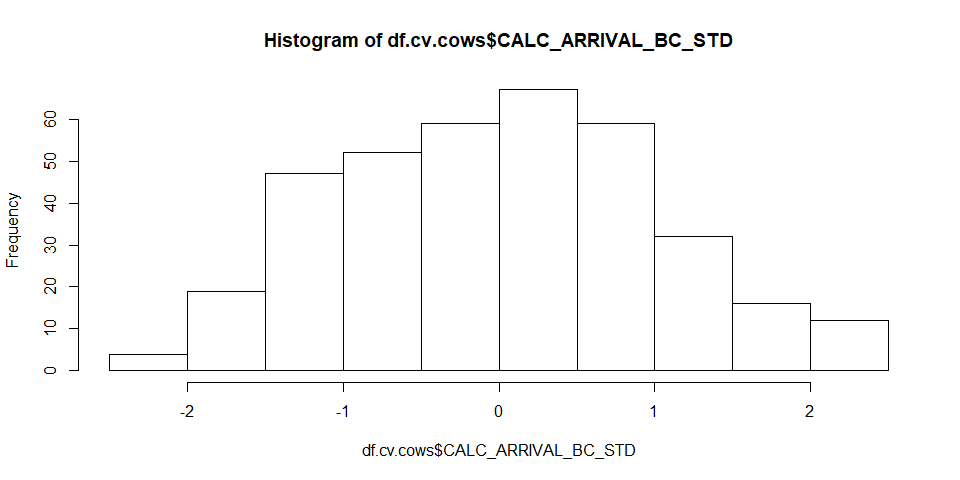 Histogram of df.cv.cows$CALC_ARRIVAL_BC_STD
Frequency
60
50
40
30
20
10
0
-2 -1 0 1 2
df.cv.cows$CALC_ARRIVAL_BC_STD